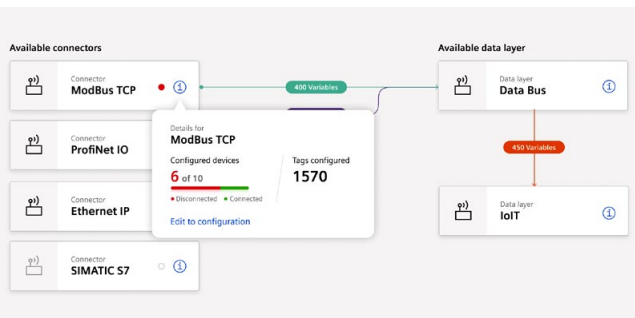 Available connectors
Available data layer
Connector
ModBus TCP
400 Variables
Data layer
Data Bus
Connector
ProfiNet IO
Details for
ModBus TCP
Configured devices
6 of 10
Disconnected
Connected
Tags configured
1570
Edit to configuration
450 Variables
Connector
Ethernet IP
Data layer
IoIT
Connector
SIMATIC S7